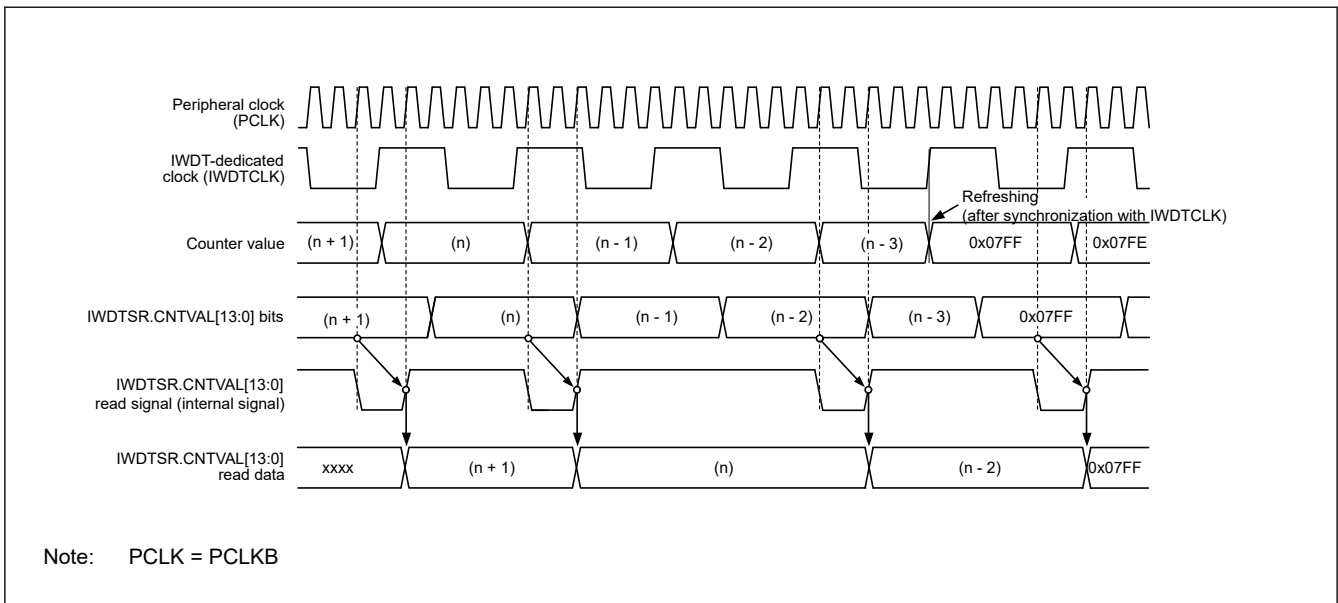 Peripheral clock
(PCLK)
IWDT-dedicated
clock (IWDTCLK)
Refreshing
(after synchronization with IWDTCLK)
Counter value
(n + 1)
(n)
(n - 1)
(n - 2)
(n - 3)
0x07FF
0x07FE
IWDTSR.CNTVAL[13:0] bits
(n + 1)
(n)
(n - 1)
(n - 2)
(n - 3)
0x07FF
IWDTSR.CNTVAL[13:0]
read signal (internal signal)
IWDTSR.CNTVAL[13:0]
read data
xxxx
(n + 1)
(n)
(n - 2)
0x07FF
Note: PCLK = PCLKB